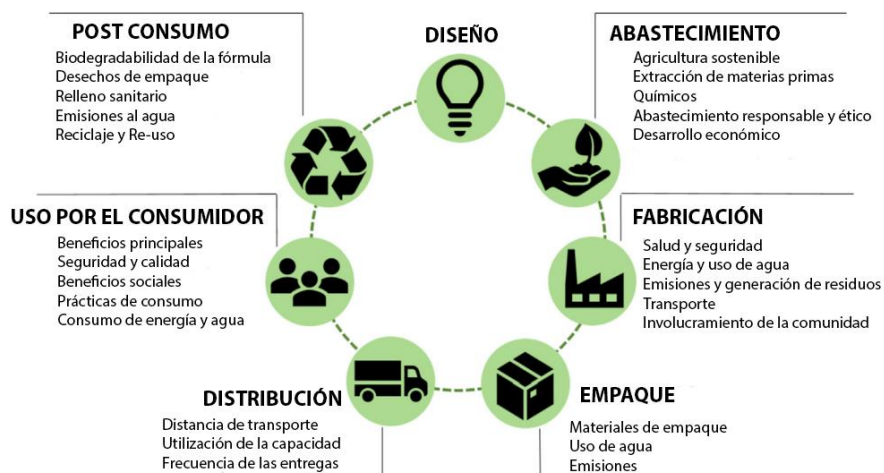 DISEÑO
ABASTECIMIENTO
Agricultura sostenible
Extracción de materias primas
Químicos
Abastecimiento responsable y ético
Desarrollo económico
FABRICACIÓN
Salud y seguridad
Energía y uso de agua
Emisiones y generación de residuos
Transporte
Involucramiento de la comunidad
EMPAQUE
Materiales de empaque
Uso de agua
Emisiones
DISTRIBUCIÓN
Distancia de transporte
Utilización de la capacidad
Frecuencia de las entregas
USO POR EL CONSUMIDOR
Beneficios principales
Seguridad y calidad
Beneficios sociales
Prácticas de consumo
Consumo de energía y agua
POST CONSUMO
Biodegradabilidad de la fórmula
Desechos de empaque
Relleno sanitario
Emisiones al agua
Reciclaje y Re-uso